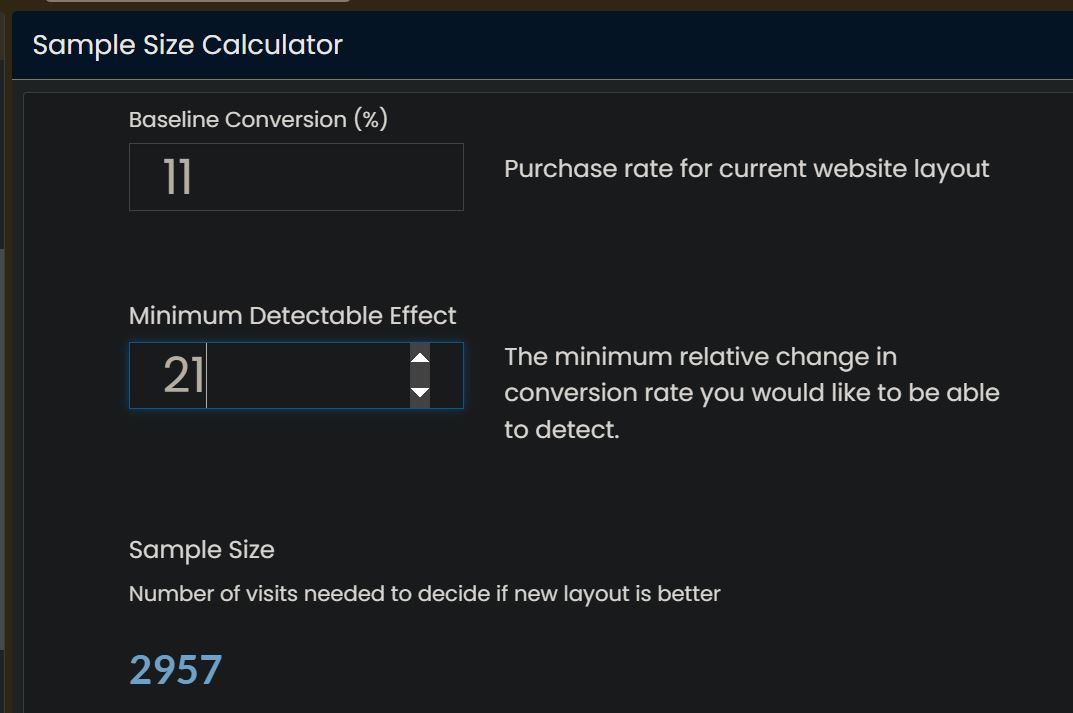 Sample Size Calculator
Baseline Conversion (%)
11
Purchase rate for current website layout
Minimum Detectable Effect
21
The minimum relative change in
conversion rate you would like to be able
to detect.
Sample Size
Number of visits needed to decide if new layout is better
2957